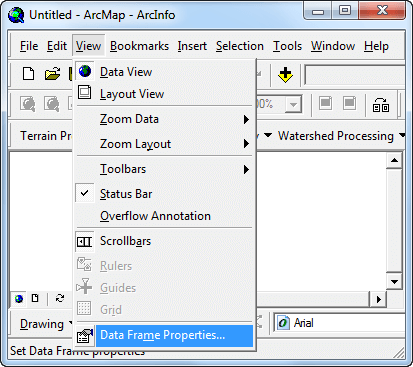 Untitled - ArcMap - ArcInfo
File Edit View Bookmarks Insert Selection Tools Window Help
Data View
Layout View
Zoom Data
Zoom Layout
Toolbars
Status Bar
Overflow Annotation
Scrollbars
Rulers
Guides
Grid
Data Frame Properties...
00%
Terrain Pr
Watershed Processing
Drawing
Arial
Set Data Frame properties